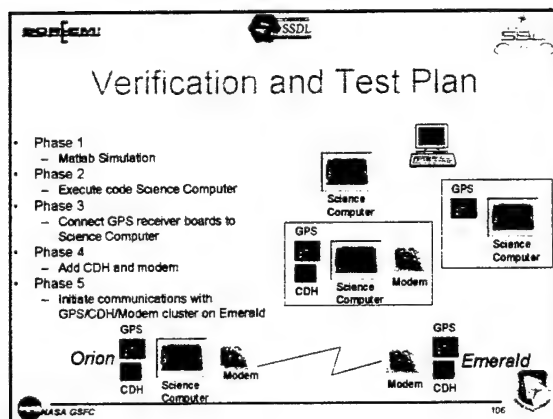 SSDL
SSL
Verification and Test Plan
• Phase 1
– Matlab Simulation
• Phase 2
– Execute code Science Computer
• Phase 3
– Connect GPS receiver boards to
Science Computer
• Phase 4
– Add CDH and modem
• Phase 5
– Initiate communications with
GPS/CDH/Modem cluster on Emerald
Science
Computer
GPS
Science
Computer
GPS
CDH
Science
Computer
Modem
Orion
GPS
CDH
Science
Computer
Modem
Modem
GPS
CDH
Emerald
NASA GSFC
106